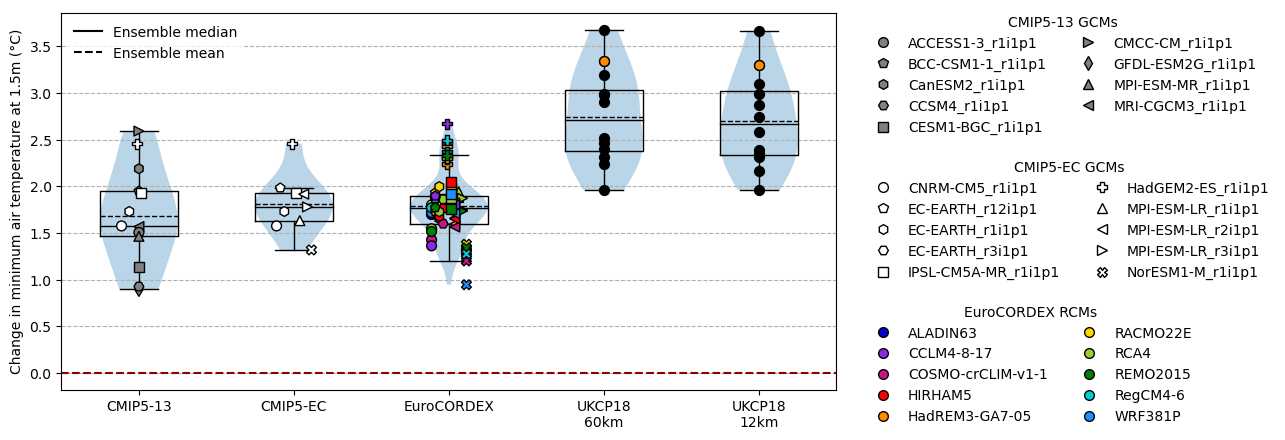 Change in minimum air temperature at 1.5m (°C)
3.5
3.0
2.5
2.0
1.5
1.0
0.5
0.0
Ensemble median
Ensemble mean
CMIP5-13
CMIP5-EC
EuroCORDEX
UKCP18
60km
UKCP18
12km
CMIP5-13 GCMs
ACCESS1-3_r1i1p1
BCC-CSM1-1_r1i1p1
CanESM2_r1i1p1
CCSM4_r1i1p1
CESM1-BGC_r1i1p1
CMCC-CM_r1i1p1
GFDL-ESM2G_r1i1p1
MPI-ESM-MR_r1i1p1
MRI-CGCM3_r1i1p1
CMIP5-EC GCMs
CNRM-CM5_r1i1p1
EC-EARTH_r12i1p1
EC-EARTH_r1i1p1
EC-EARTH_r3i1p1
IPSL-CM5A-MR_r1i1p1
HadGEM2-ES_r1i1p1
MPI-ESM-LR_r1i1p1
MPI-ESM-LR_r2i1p1
MPI-ESM-LR_r3i1p1
NorESM1-M_r1i1p1
EuroCORDEX RCMs
ALADIN63
CCLM4-8-17
COSMO-crCLIM-v1-1
HIRHAM5
HadREM3-GA7-05
RACMO22E
RCA4
REMO2015
RegCM4-6
WRF381P